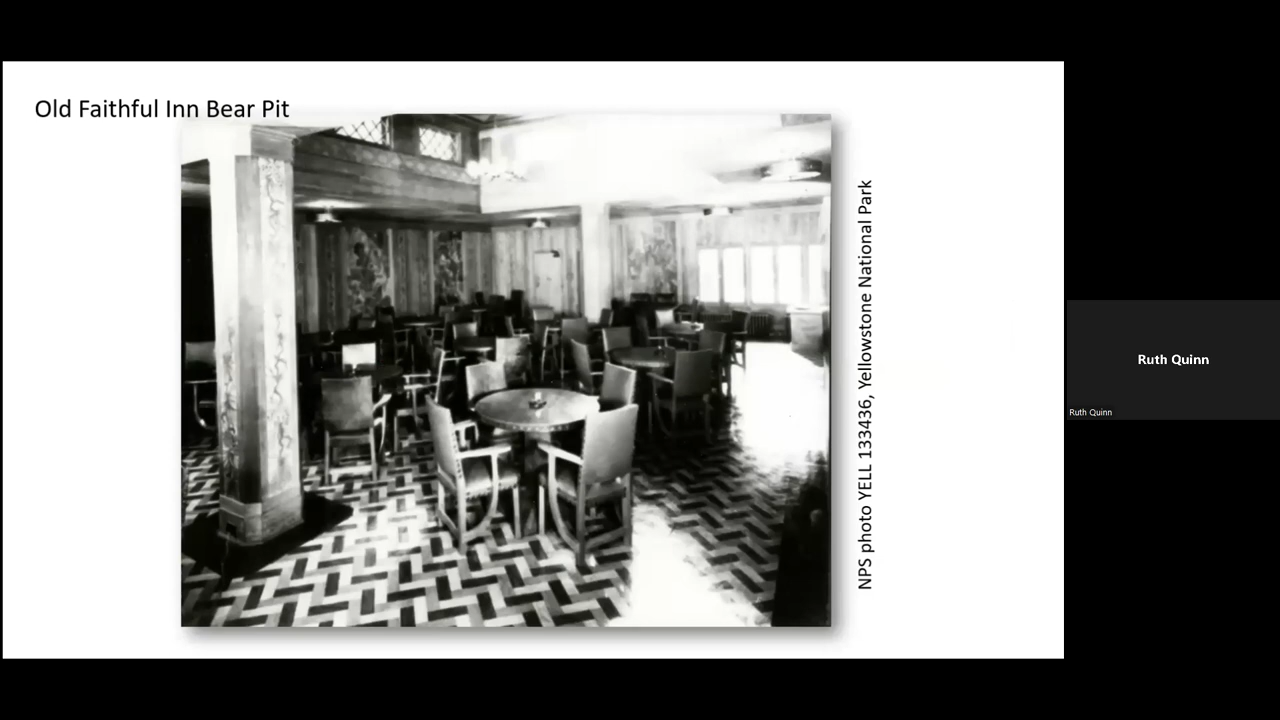 Old Faithful Inn Bear Pit
NPS photo YELL 133436, Yellowstone National Park
Ruth Quinn
Ruth Quinn